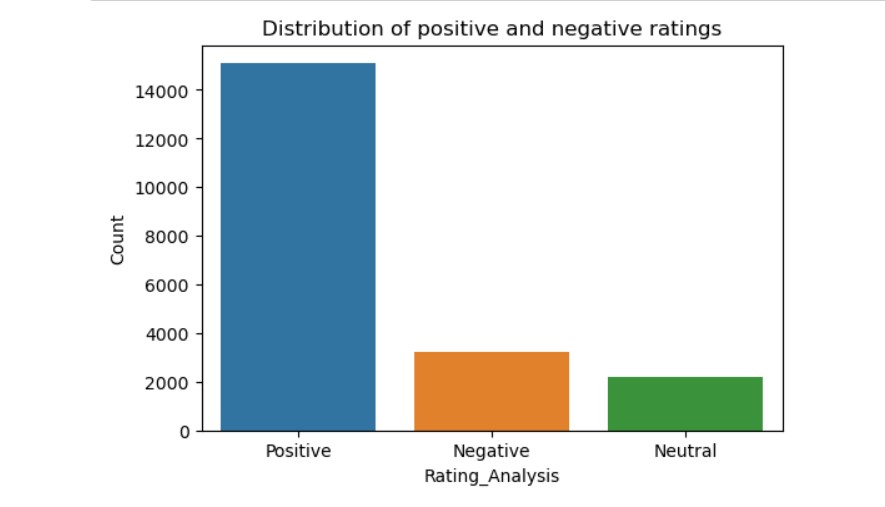 Distribution of positive and negative ratings
14000
12000
10000
8000
6000
4000
2000
0
Count
Positive Negative Neutral
Rating_Analysis